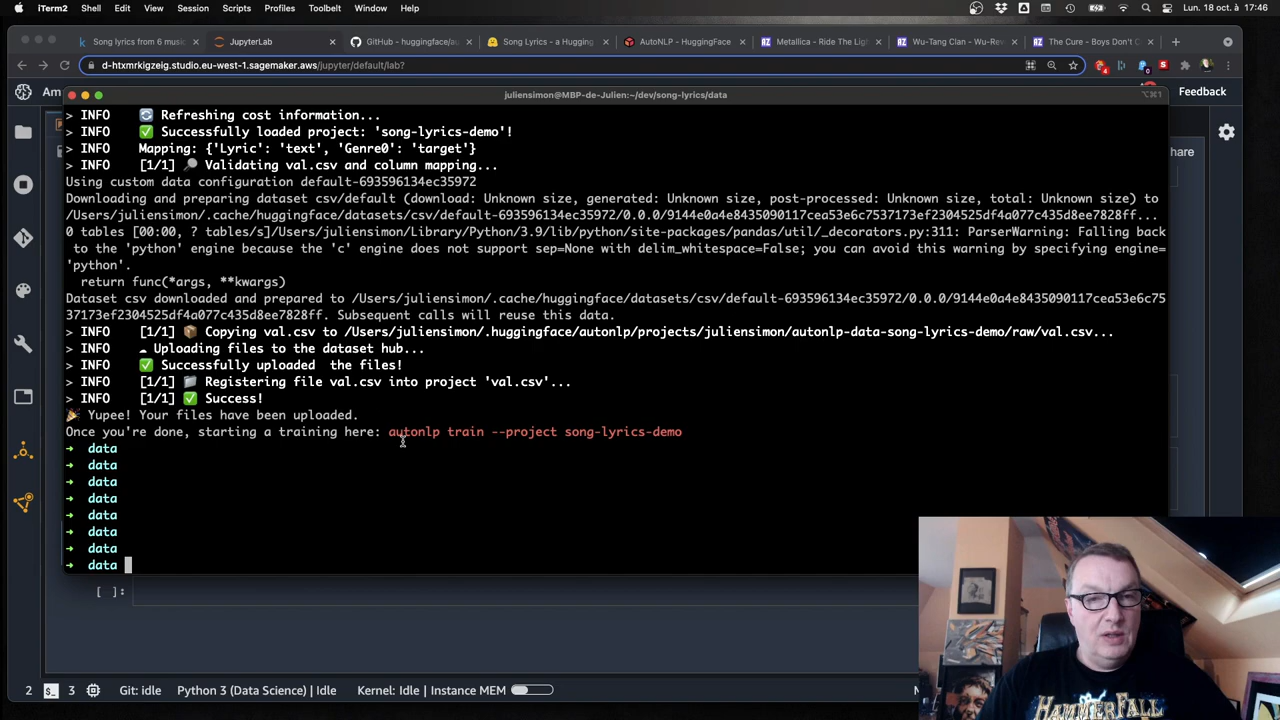 iTerm2 Shell Edit View Session Scripts Profiles Toolbelt Window Help Lun. 18 oct. à 17:46
Song lyrics from 6 music JupyterLab GitHub - huggingface/au Song Lyrics - a Hugging AutoNLP - HuggingFace Metallica - Ride The Ligh Wu-Tang Clan - Wu-Rev The Cure - Boys Don't C
d-htxmrkigzeig.studio.eu-west-1.sagemaker.aws/jupyter/default/lab?
Am Feedback
juliensimon@MBP-de-Julien:~/dev/song-lyrics/data
> INFO 🔄 Refreshing cost information...
> INFO ✅ Successfully loaded project: 'song-lyrics-demo'!
> INFO Mapping: {'Lyric': 'text', 'Genre0': 'target'}
> INFO [1/1] 🔎 Validating val.csv and column mapping...
Using custom data configuration default-693596134ec35972
Downloading and preparing dataset csv/default (download: Unknown size, generated: Unknown size, post-processed: Unknown size, total: Unknown size) to
/Users/juliensimon/.cache/huggingface/datasets/csv/default-693596134ec35972/0.0.0/9144e0a4e8435090117cea53e6c7537173ef2304525df4a077c435d8ee7828ff...
0 tables [00:00, ? tables/s]/Users/juliensimon/Library/Python/3.9/lib/python/site-packages/pandas/util/_decorators.py:311: ParserWarning: Falling back
to the 'python' engine because the 'c' engine does not support sep=None with delim_whitespace=False; you can avoid this warning by specifying engine=
'python'.
return func(*args, **kwargs)
Dataset csv downloaded and prepared to /Users/juliensimon/.cache/huggingface/datasets/csv/default-693596134ec35972/0.0.0/9144e0a4e8435090117cea53e6c75
37173ef2304525df4a077c435d8ee7828ff. Subsequent calls will reuse this data.
> INFO [1/1] 📦 Copying val.csv to /Users/juliensimon/.huggingface/autonlp/projects/juliensimon/autonlp-data-song-lyrics-demo/raw/val.csv...
> INFO ☁ Uploading files to the dataset hub...
> INFO ✅ Successfully uploaded the files!
> INFO [1/1] 📁 Registering file val.csv into project 'val.csv'...
> INFO [1/1] ✅ Success!
🎉 Yupee! Your files have been uploaded.
Once you're done, starting a training here: autonlp train --project song-lyrics-demo
→ data
→ data
→ data
→ data
→ data
→ data
→ data
→ data
hare
[ ]:
2 3 Git: idle Python 3 (Data Science) | Idle Kernel: Idle | Instance MEM
HAMMERFALL